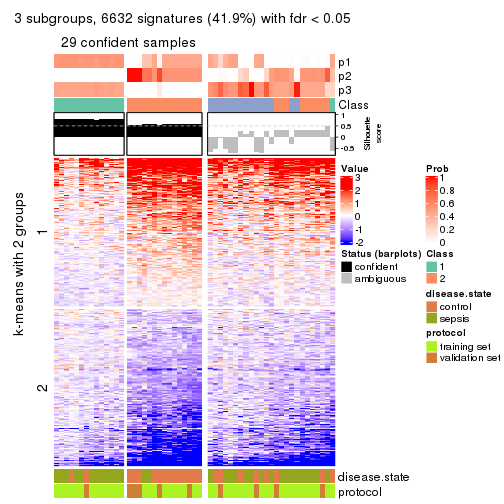 3 subgroups, 6632 signatures (41.9%) with fdr < 0.05
29 confident samples
p1
p2
p3
Class
1
0.5
0
-0.5
Silhouette
score
k-means with 2 groups
1
2
Value
3
2
1
0
-1
-2
Prob
1
0.8
0.6
0.4
0.2
0
Status (barplots)
confident
ambiguous
Class
1
2
disease.state
control
sepsis
protocol
training set
validation set
disease.state
protocol